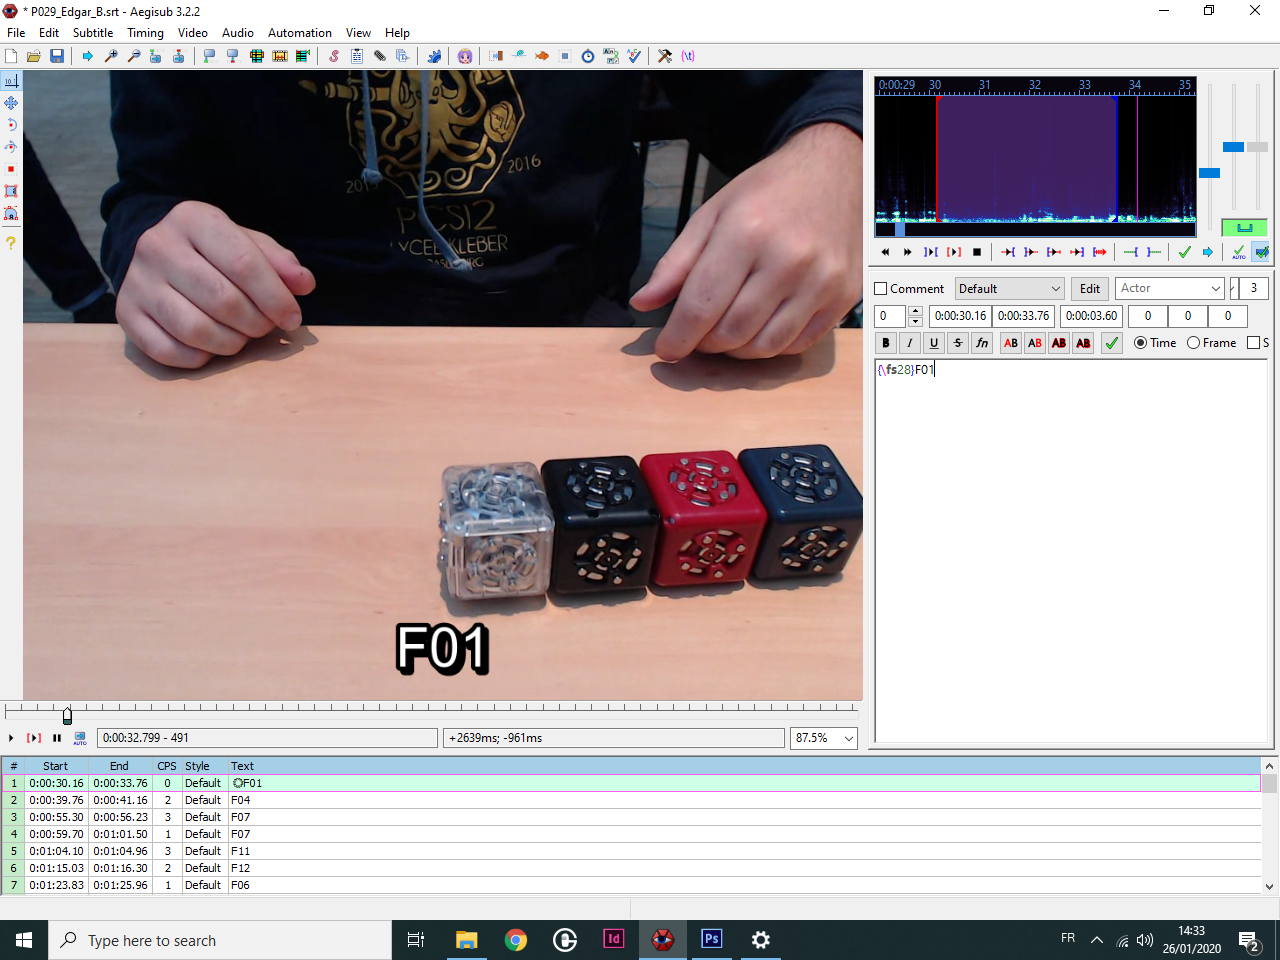 * P029_Edgar_B.srt - Aegisub 3.2.2
File Edit Subtitle Timing Video Audio Automation View Help
0:00:29 30 31 32 33 34 35
2016
PCSI2
LYCEE KLEBER
F01
Comment Default Edit Actor 3
0 0:00:30.16 0:00:33.76 0:00:03.60 0 0 0
B I U S fn AB AB AB AB Time Frame S
{\fs28}F01
AUTO 0:00:32.799 - 491 +2639ms; -961ms 87.5%
# Start End CPS Style Text
1 0:00:30.16 0:00:33.76 0 Default F01
2 0:00:39.76 0:00:41.16 2 Default F04
3 0:00:55.30 0:00:56.23 3 Default F07
4 0:00:59.70 0:01:01.50 1 Default F07
5 0:01:04.10 0:01:04.96 3 Default F11
6 0:01:15.03 0:01:16.30 2 Default F12
7 0:01:23.83 0:01:25.96 1 Default F06
Type here to search
Id Ps FR 14:33
26/01/2020 2